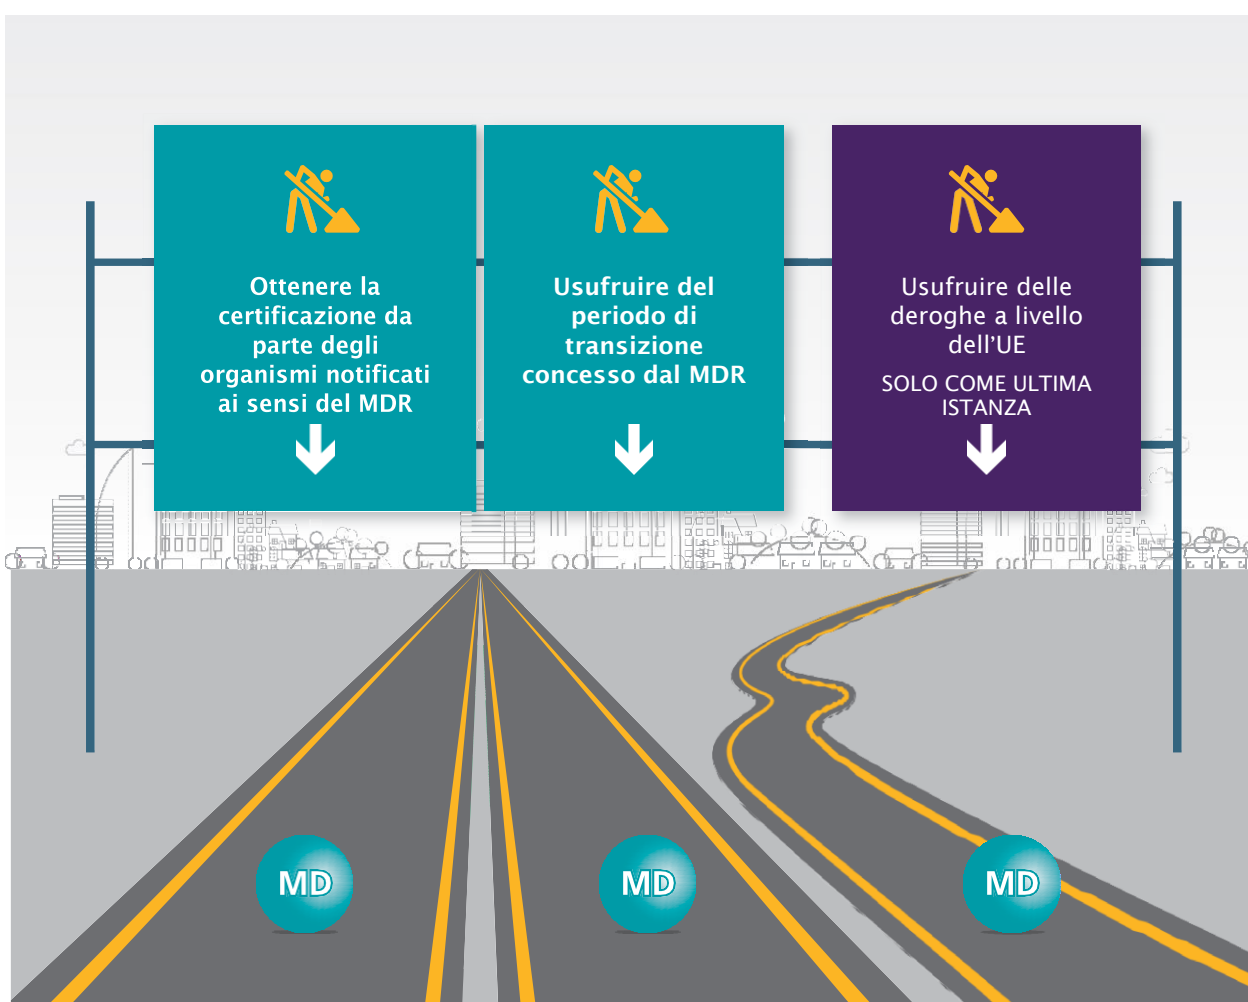 Ottenere la
certificazione da
parte degli
organismi notificati
ai sensi del MDR
Usufruire del
periodo di
transizione
concesso dal MDR
Usufruire delle
deroghe a livello
dell'UE
SOLO COME ULTIMA
ISTANZA
MD
MD
MD